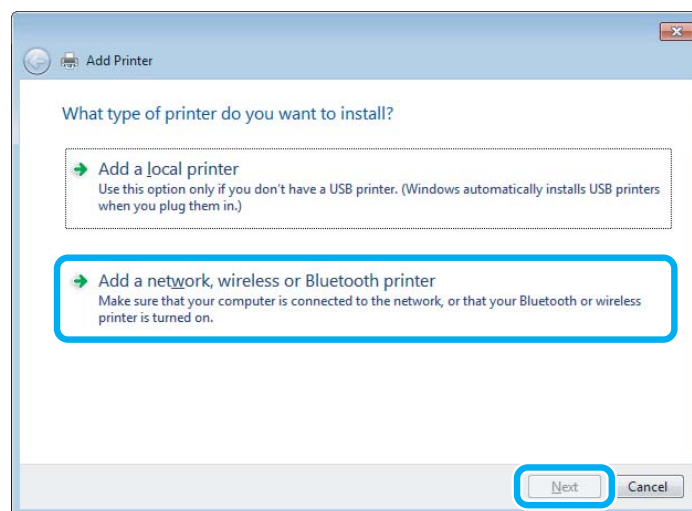 Add Printer
What type of printer do you want to install?
Add a local printer
Use this option only if you don't have a USB printer. (Windows automatically installs USB printers
when you plug them in.)
Add a network, wireless or Bluetooth printer
Make sure that your computer is connected to the network, or that your Bluetooth or wireless
printer is turned on.
Next Cancel